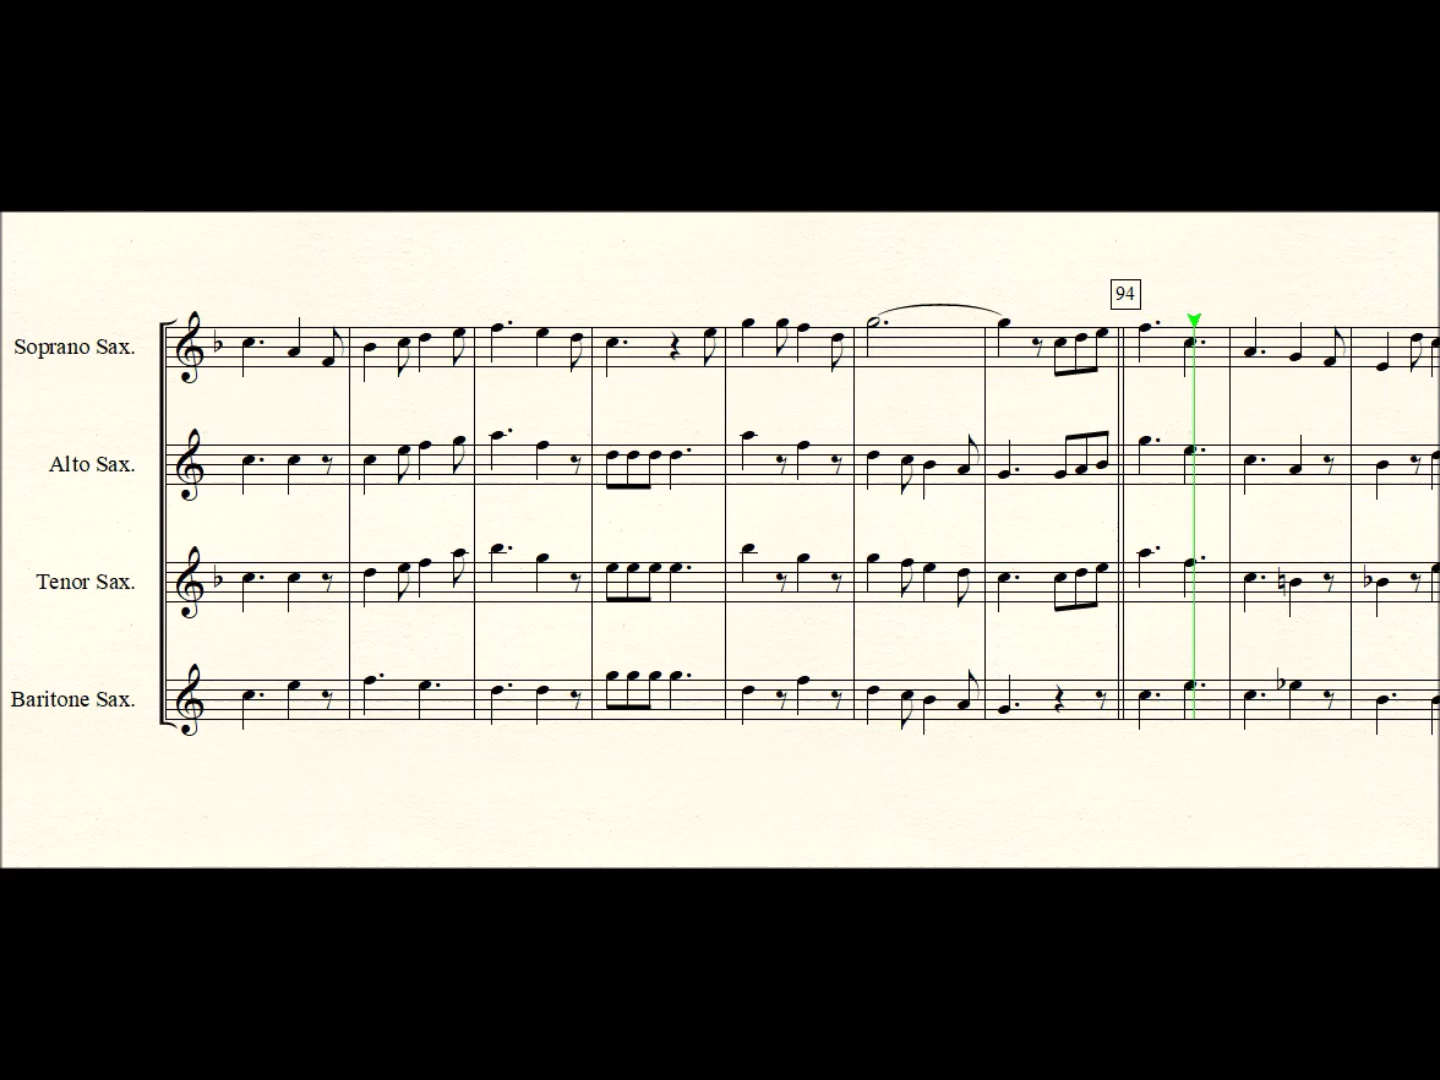 94
Soprano Sax.
Alto Sax.
Tenor Sax.
Baritone Sax.